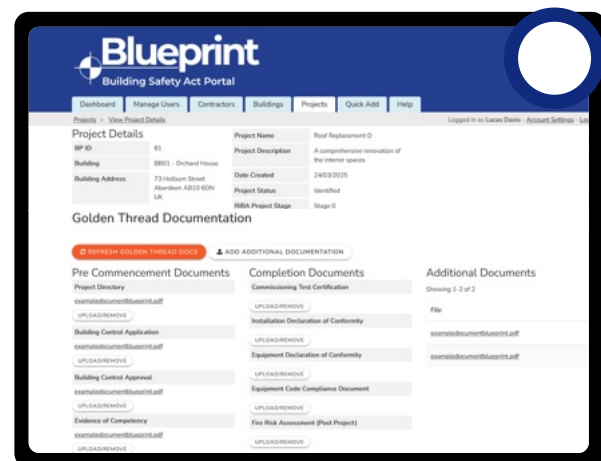 Blueprint
Building Safety Act Portal
Dashboard Manage Users Contractors Buildings Projects Quick Add Help
Projects > View Project Details
Logged in as Lucas Davis - Account Settings -
Project Details
BP ID 81
Building BB01 - Orchard House
Building Address 73 Holburn Street
Aberdeen AB10 6DN
UK
Project Name Roof Replacement O
Project Description A comprehensive renovation of
the interior spaces
Date Created 24/03/2025
Project Status Identified
RIBA Project Stage Stage 0
Golden Thread Documentation
REFRESH GOLDEN THREAD DOCS
ADD ADDITIONAL DOCUMENTATION
Pre Commencement Documents
Project Directory
exampledocumentblueprint.pdf
UPLOAD/REMOVE
Building Control Application
exampledocumentblueprint.pdf
UPLOAD/REMOVE
Building Control Approval
exampledocumentblueprint.pdf
UPLOAD/REMOVE
Evidence of Competency
exampledocumentblueprint.pdf
UPLOAD/REMOVE
Completion Documents
Commissioning Test Certification
UPLOAD/REMOVE
Installation Declaration of Conformity
UPLOAD/REMOVE
Equipment Declaration of Conformity
UPLOAD/REMOVE
Equipment Code Compliance Document
UPLOAD/REMOVE
Fire Risk Assessment (Post Project)
UPLOAD/REMOVE
Additional Documents
Showing 1-2 of 2
File
exampledocumentblueprint.pdf
exampledocumentblueprint.pdf